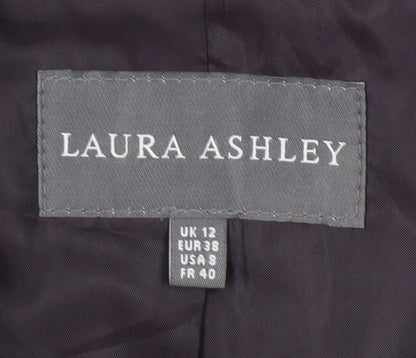 LAURA ASHLEY
UK 12
EUR 38
USA 8
FR 40